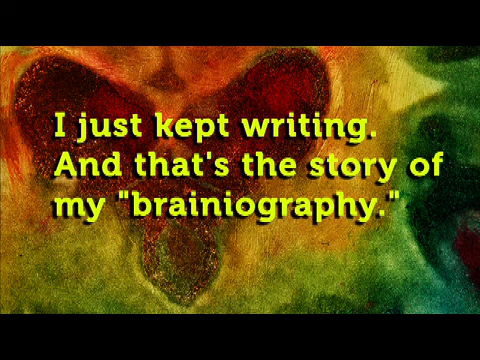 I just kept writing.
And that's the story of
my "brainiography."